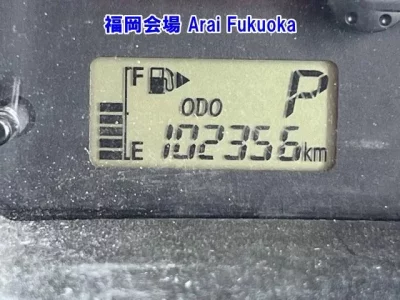 福岡会場 Arai Fukuoka
F P
ODO
E 102356km